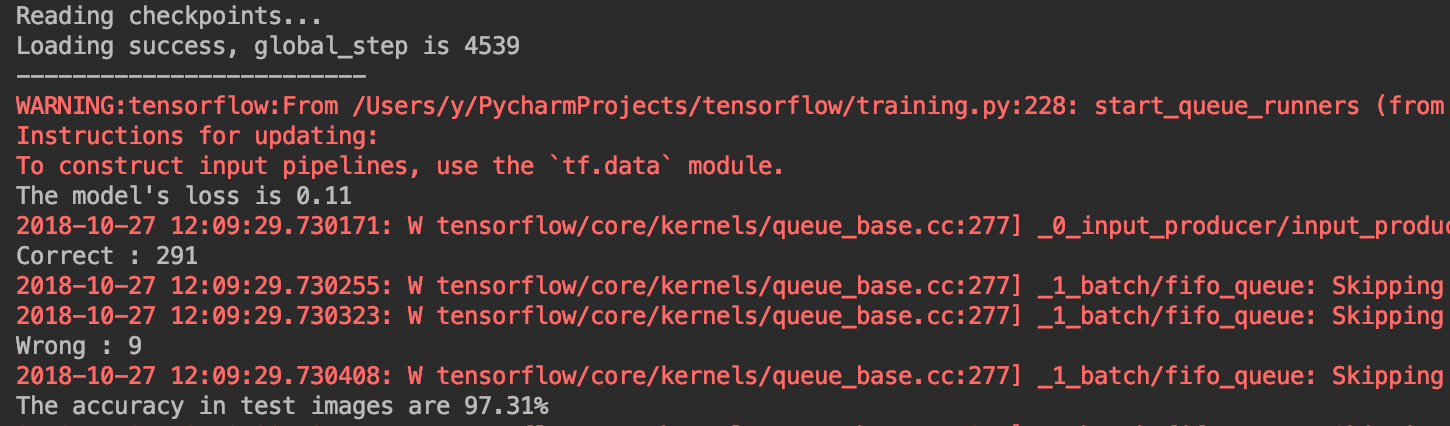 Reading checkpoints...
Loading success, global_step is 4539
-------------------------
WARNING:tensorflow:From /Users/y/PycharmProjects/tensorflow/training.py:228: start_queue_runners (from
Instructions for updating:
To construct input pipelines, use the `tf.data` module.
The model's loss is 0.11
2018-10-27 12:09:29.730171: W tensorflow/core/kernels/queue_base.cc:277] _0_input_producer/input_produc
Correct : 291
2018-10-27 12:09:29.730255: W tensorflow/core/kernels/queue_base.cc:277] _1_batch/fifo_queue: Skipping
2018-10-27 12:09:29.730323: W tensorflow/core/kernels/queue_base.cc:277] _1_batch/fifo_queue: Skipping
Wrong : 9
2018-10-27 12:09:29.730408: W tensorflow/core/kernels/queue_base.cc:277] _1_batch/fifo_queue: Skipping
The accuracy in test images are 97.31%